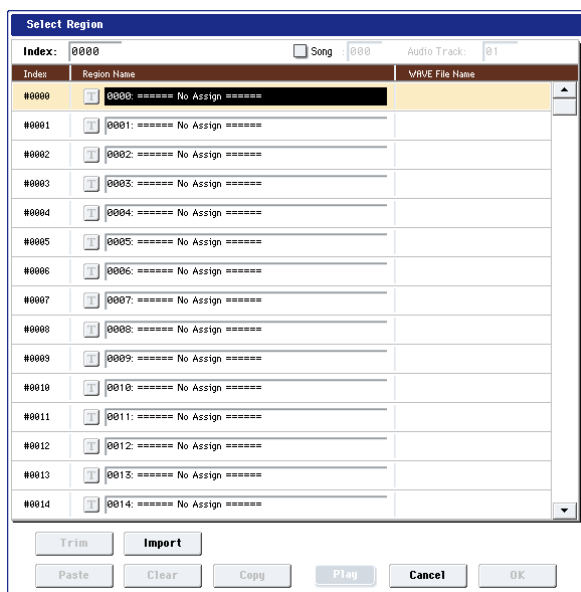 Select Region
Index: 0000 Song : 000 Audio Track: 01
Index Region Name WAVE File Name
#0000 T 0000: ====== No Assign ======
#0001 T 0001: ====== No Assign ======
#0002 T 0002: ====== No Assign ======
#0003 T 0003: ====== No Assign ======
#0004 T 0004: ====== No Assign ======
#0005 T 0005: ====== No Assign ======
#0006 T 0006: ====== No Assign ======
#0007 T 0007: ====== No Assign ======
#0008 T 0008: ====== No Assign ======
#0009 T 0009: ====== No Assign ======
#0010 T 0010: ====== No Assign ======
#0011 T 0011: ====== No Assign ======
#0012 T 0012: ====== No Assign ======
#0013 T 0013: ====== No Assign ======
#0014 T 0014: ====== No Assign ======
Trim Import
Paste Clear Copy Play Cancel OK